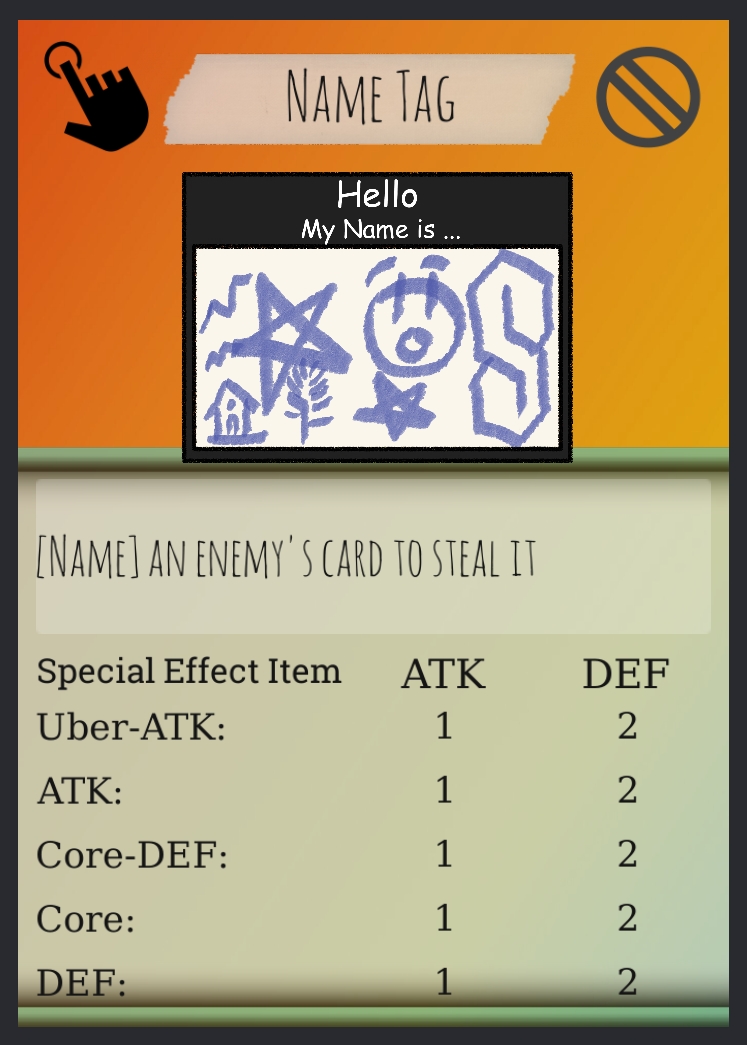 Name Tag
Hello
My Name is ...
S
[Name] an enemy's card to steal it
Special Effect Item ATK DEF
Uber-ATK: 1 2
ATK: 1 2
Core-DEF: 1 2
Core: 1 2
DEF: 1 2